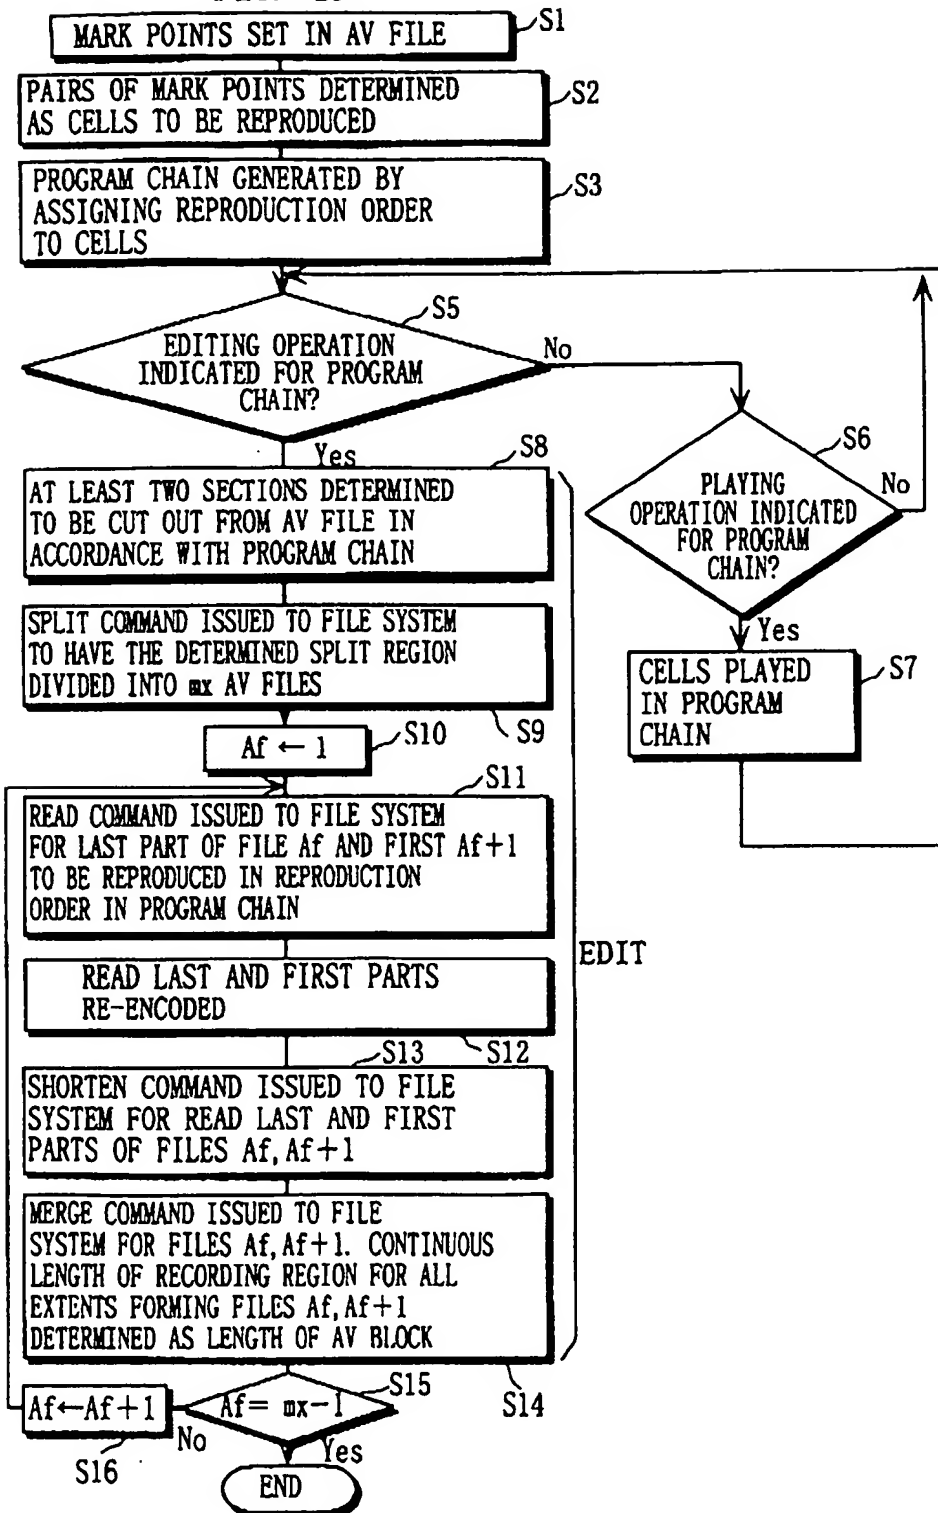 MARK POINTS SET IN AV FILE
S1
PAIRS OF MARK POINTS DETERMINED
AS CELLS TO BE REPRODUCED
S2
PROGRAM CHAIN GENERATED BY
ASSIGNING REPRODUCTION ORDER
TO CELLS
S3
S5
EDITING OPERATION
INDICATED FOR PROGRAM
CHAIN?
No
Yes
S6
PLAYING
OPERATION INDICATED
FOR PROGRAM
CHAIN?
No
Yes
CELLS PLAYED
IN PROGRAM
CHAIN
S7
S8
AT LEAST TWO SECTIONS DETERMINED
TO BE CUT OUT FROM AV FILE IN
ACCORDANCE WITH PROGRAM CHAIN
SPLIT COMMAND ISSUED TO FILE SYSTEM
TO HAVE THE DETERMINED SPLIT REGION
DIVIDED INTO mx AV FILES
S9
Af ← 1
S10
S11
READ COMMAND ISSUED TO FILE SYSTEM
FOR LAST PART OF FILE Af AND FIRST Af+1
TO BE REPRODUCED IN REPRODUCTION
ORDER IN PROGRAM CHAIN
EDIT
READ LAST AND FIRST PARTS
RE-ENCODED
S12
S13
SHORTEN COMMAND ISSUED TO FILE
SYSTEM FOR READ LAST AND FIRST
PARTS OF FILES Af, Af+1
MERGE COMMAND ISSUED TO FILE
SYSTEM FOR FILES Af, Af+1. CONTINUOUS
LENGTH OF RECORDING REGION FOR ALL
EXTENTS FORMING FILES Af, Af+1
DETERMINED AS LENGTH OF AV BLOCK
S14
Af= mx-1
S15
No
Yes
Af←Af+1
S16
END